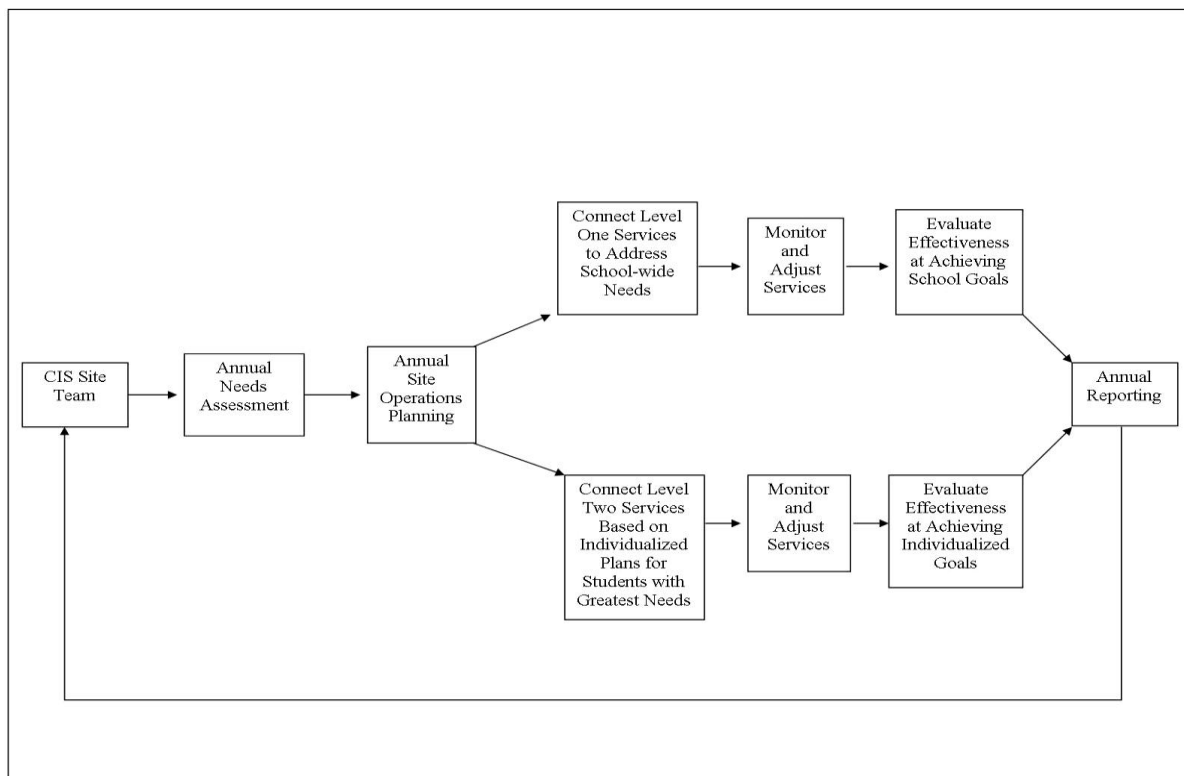 CIS Site
Team
Annual
Needs
Assessment
Annual
Site
Operations
Planning
Connect Level
One Services
to Address
School-wide
Needs
Monitor
and
Adjust
Services
Evaluate
Effectiveness
at Achieving
School Goals
Connect Level
Two Services
Based on
Individualized
Plans for
Students with
Greatest Needs
Monitor
and
Adjust
Services
Evaluate
Effectiveness
at Achieving
Individualized
Goals
Annual
Reporting